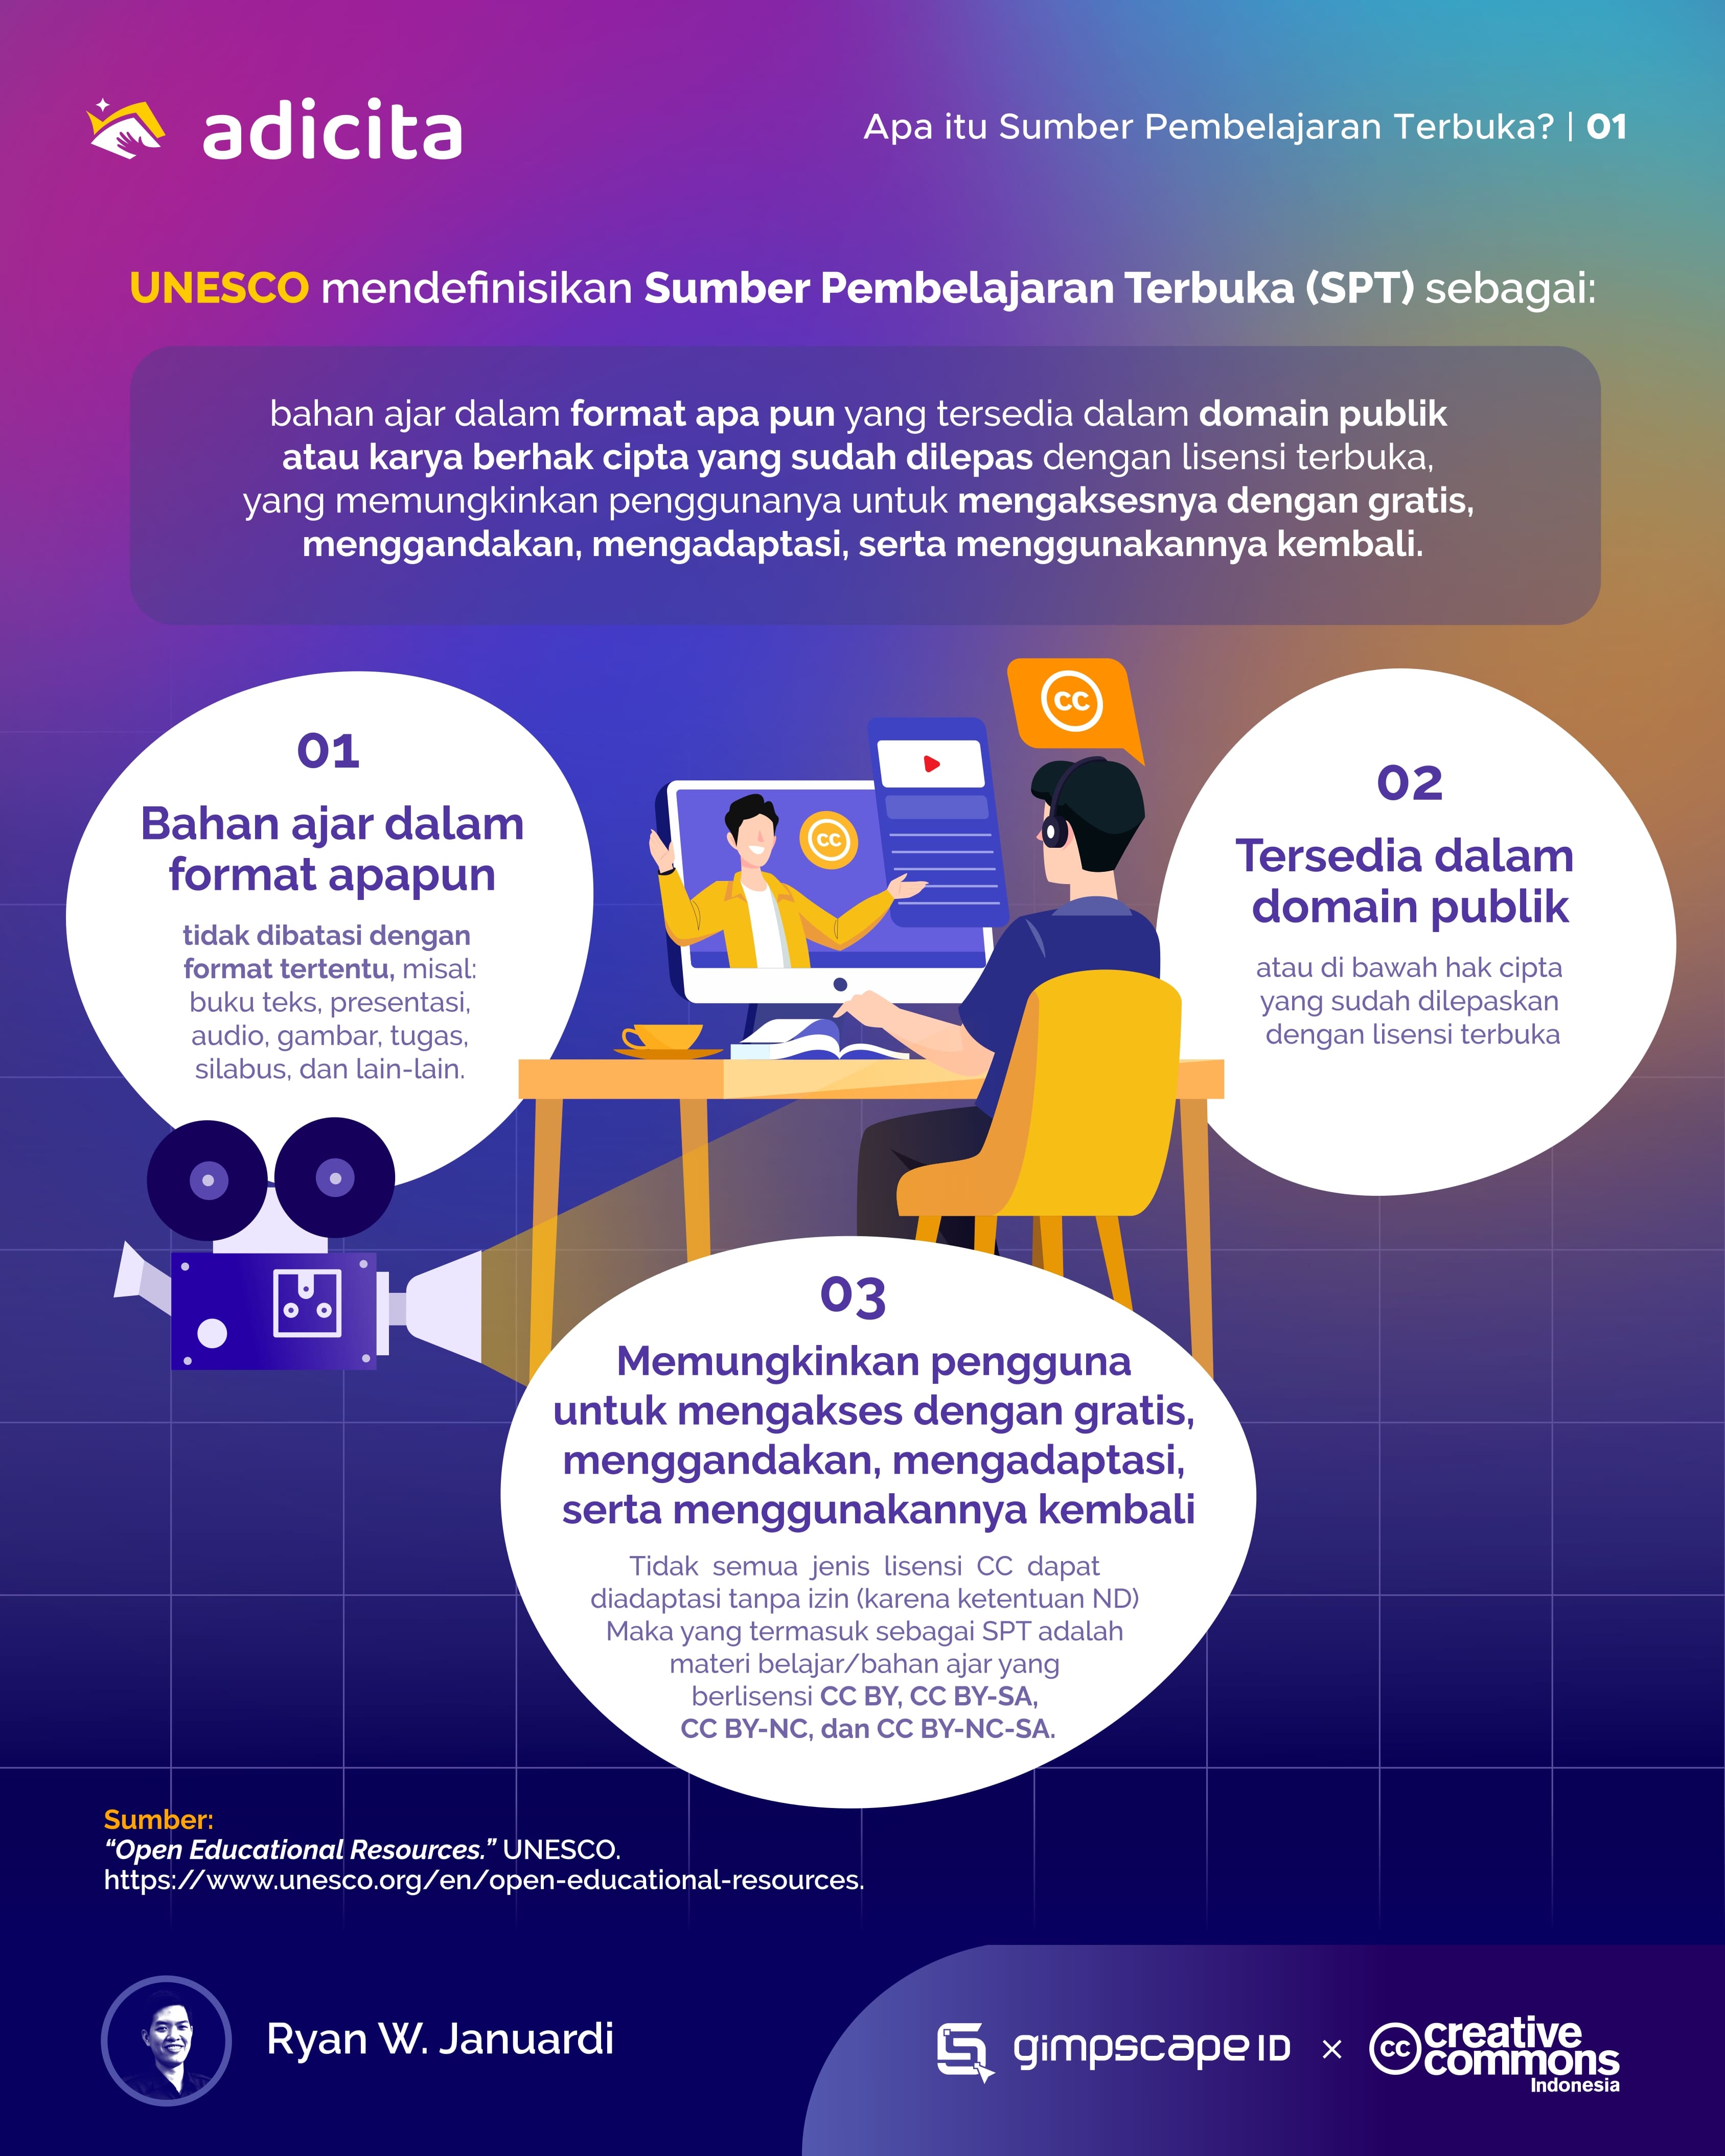 adicita
Apa itu Sumber Pembelajaran Terbuka? | 01
UNESCO mendefinisikan Sumber Pembelajaran Terbuka (SPT) sebagai:
bahan ajar dalam format apa pun yang tersedia dalam domain publik
atau karya berhak cipta yang sudah dilepas dengan lisensi terbuka,
yang memungkinkan penggunanya untuk mengaksesnya dengan gratis,
menggandakan, mengadaptasi, serta menggunakannya kembali.
cc
cc
01
Bahan ajar dalam
format apapun
tidak dibatasi dengan
format tertentu, misal:
buku teks, presentasi,
audio, gambar, tugas,
silabus, dan lain-lain.
02
Tersedia dalam
domain publik
atau di bawah hak cipta
yang sudah dilepaskan
dengan lisensi terbuka
03
Memungkinkan pengguna
untuk mengakses dengan gratis,
menggandakan, mengadaptasi,
serta menggunakannya kembali
Tidak semua jenis lisensi CC dapat
diadaptasi tanpa izin (karena ketentuan ND)
Maka yang termasuk sebagai SPT adalah
materi belajar/bahan ajar yang
berlisensi CC BY, CC BY-SA,
CC BY-NC, dan CC BY-NC-SA.
Sumber:
“Open Educational Resources.” UNESCO.
https://www.unesco.org/en/open-educational-resources.
Ryan W. Januardi
gimpscape ID × cc creative
commons
Indonesia